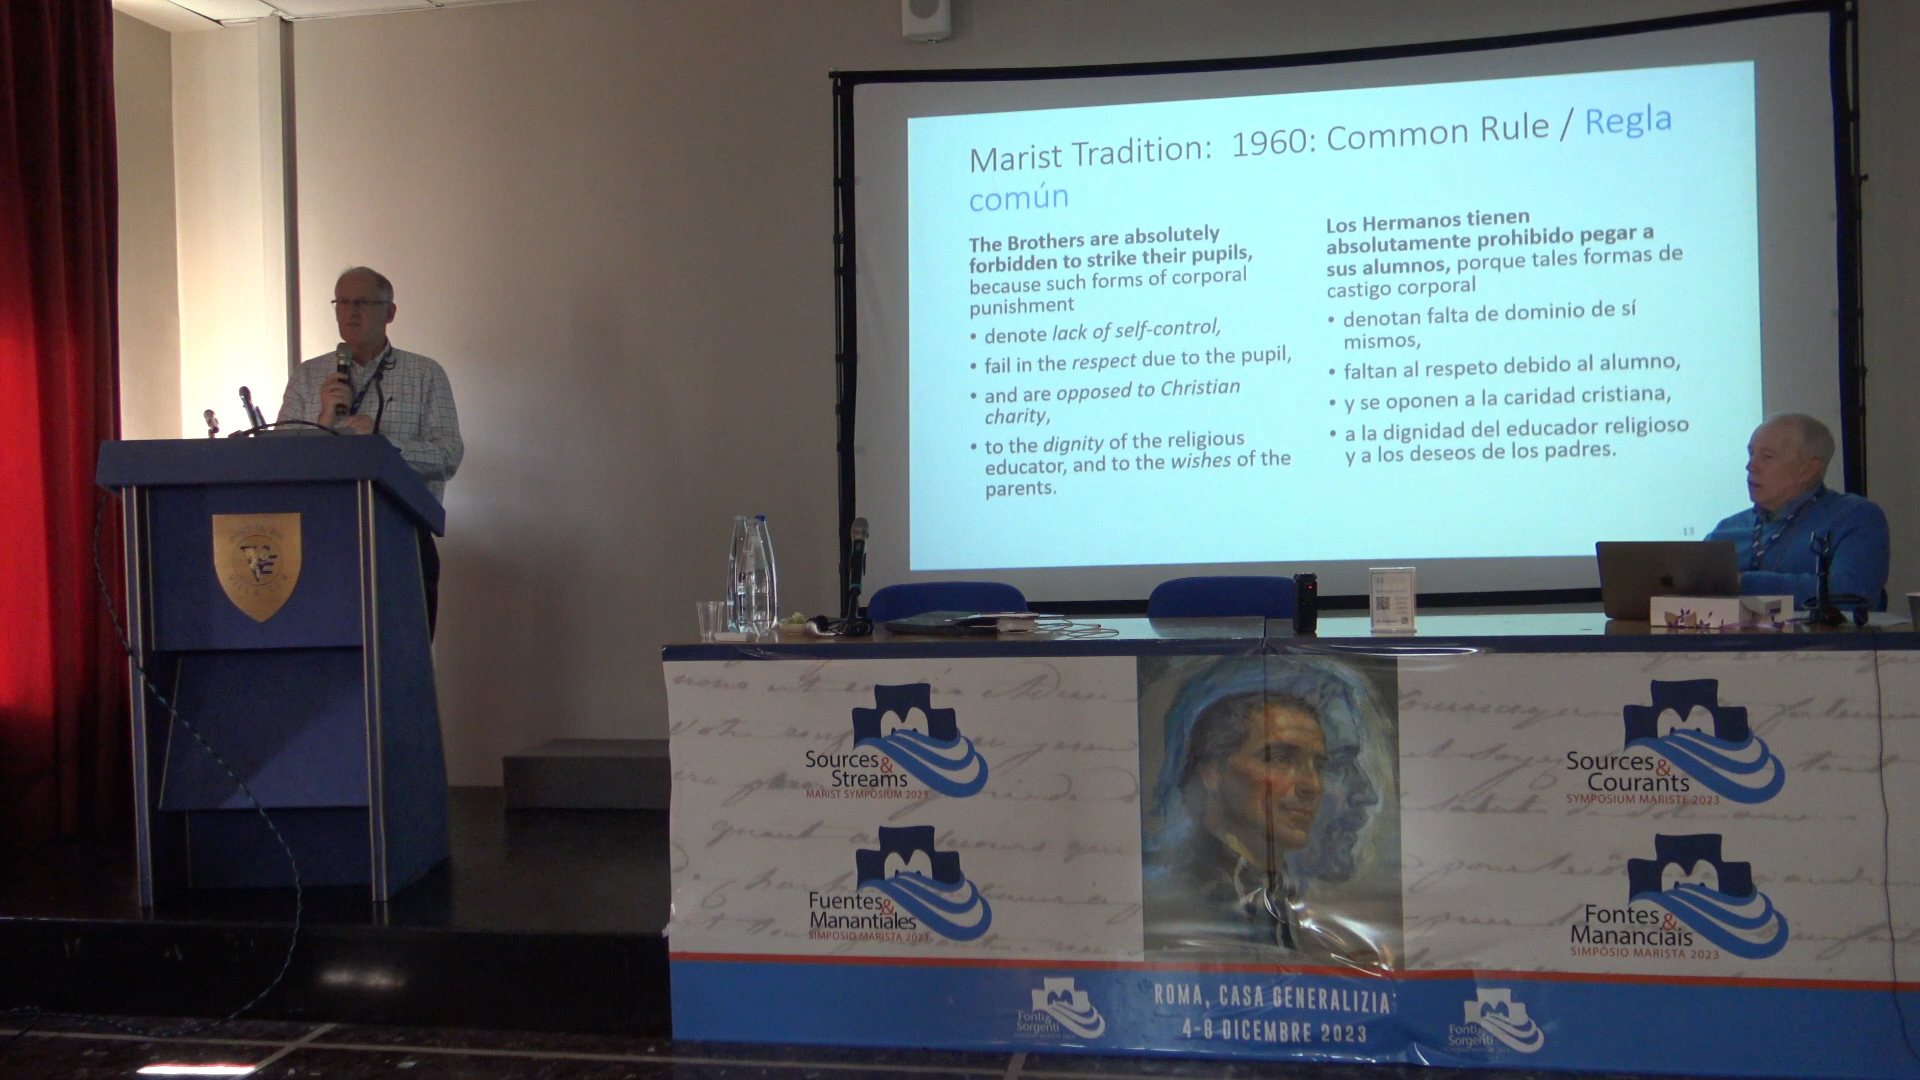 Marist Tradition:  1960: Common Rule / Regla
común
The Brothers are absolutely
forbidden to strike their pupils,
because such forms of corporal
punishment
• denote lack of self-control,
• fail in the respect due to the pupil,
• and are opposed to Christian
charity,
• to the dignity of the religious
educator, and to the wishes of the
parents.
Los Hermanos tienen
absolutamente prohibido pegar a
sus alumnos, porque tales formas de
castigo corporal
• denotan falta de dominio de sí
mismos,
• faltan al respeto debido al alumno,
• y se oponen a la caridad cristiana,
• a la dignidad del educador religioso
y a los deseos de los padres.
13
Sources&
Streams
MARIST SYMPOSIUM 2023
Fuentes&
Manantiales
SIMPOSIO MARISTA 2023
Sources&
Courants
SYMPOSIUM MARISTE 2023
Fontes&
Mananciais
SIMPÓSIO MARISTA 2023
Fonti&
Sorgenti
ROMA, CASA GENERALIZIA
4-8 DICEMBRE 2023
Fonti&
Sorgenti